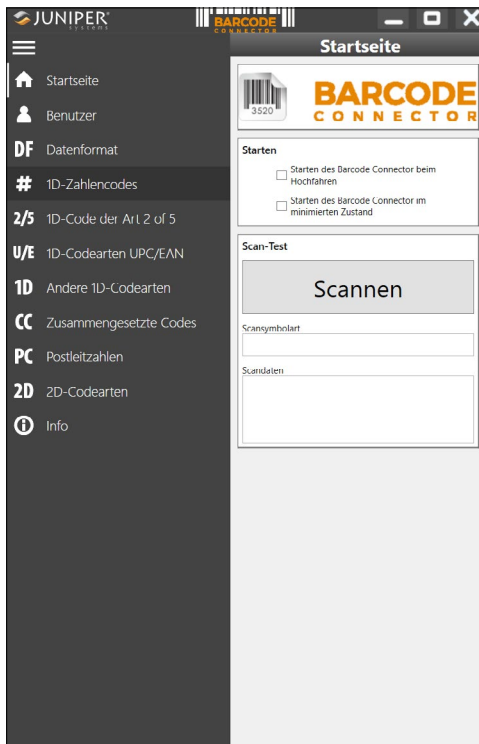 JUNIPER
systems
BARCODE
CONNECTOR
Startseite
Startseite
Benutzer
DF Datenformat
# 1D-Zahlencodes
2/5 1D-Code der Art 2 of 5
U/E 1D-Codearten UPC/EAN
1D Andere 1D-Codearten
CC Zusammengesetzte Codes
PC Postleitzahlen
2D 2D-Codearten
Info
3520
BARCODE
CONNECTOR
Starten
Starten des Barcode Connector beim
Hochfahren
Starten des Barcode Connector im
minimierten Zustand
Scan-Test
Scannen
Scansymbolart
Scandaten